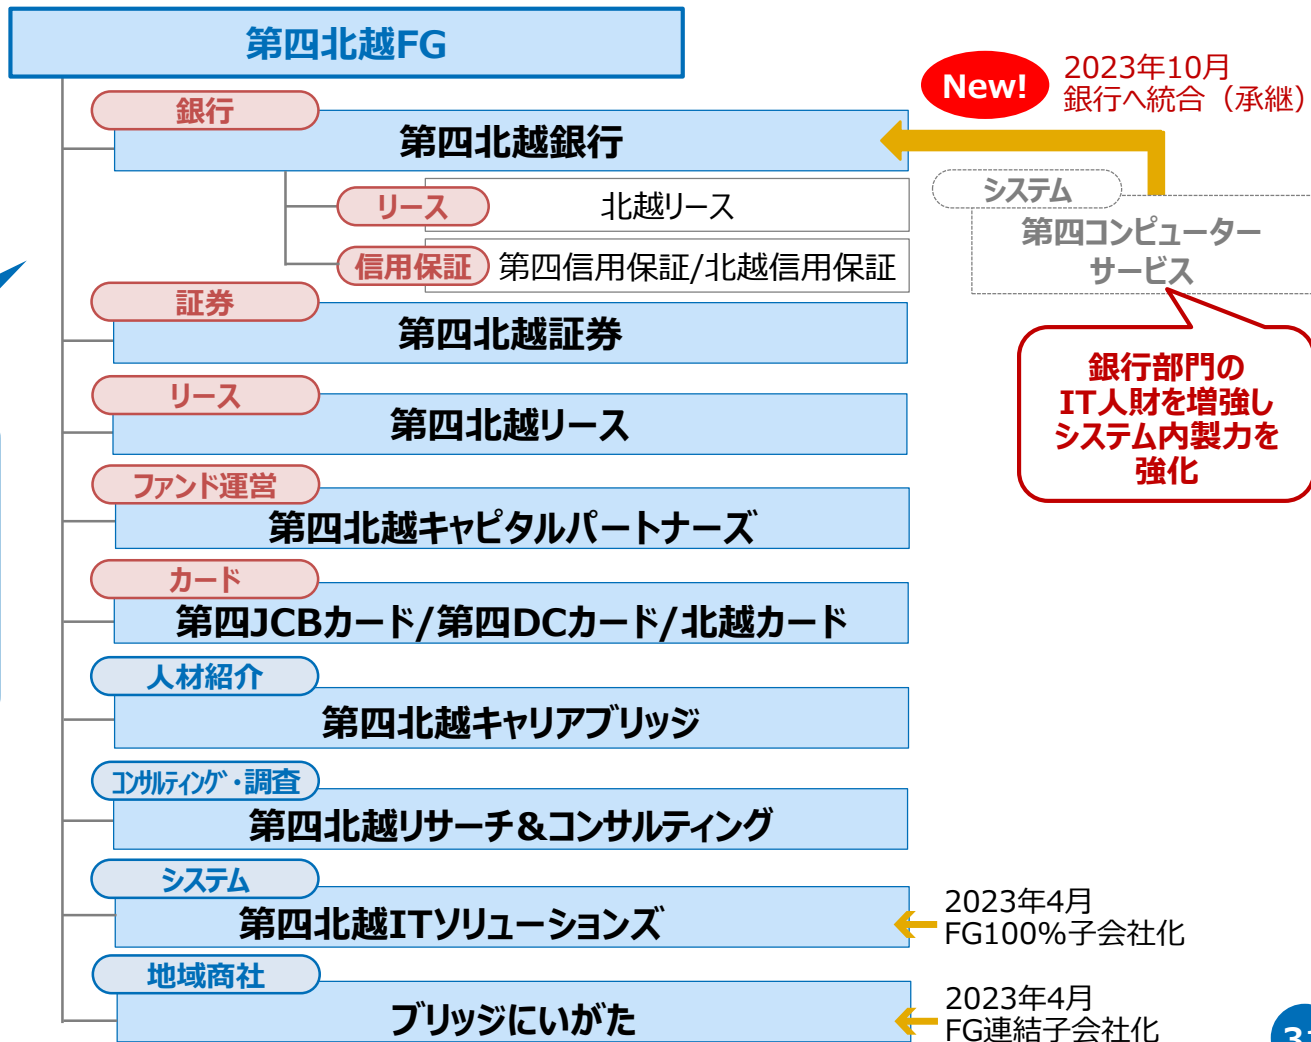 第四北越FG
New!
2023年10月
銀行へ統合（承継）
銀行
第四北越銀行
システム
第四コンピューター
サービス
リース
北越リース
信用保証
第四信用保証/北越信用保証
銀行部門の
IT人財を増強し
システム内製力を
強化
証券
第四北越証券
リース
第四北越リース
ファンド運営
第四北越キャピタルパートナーズ
カード
第四JCBカード/第四DCカード/北越カード
人材紹介
第四北越キャリアブリッジ
コンサルティング・調査
第四北越リサーチ&コンサルティング
システム
第四北越ITソリューションズ
2023年4月
FG100%子会社化
地域商社
ブリッジにいがた
2023年4月
FG連結子会社化